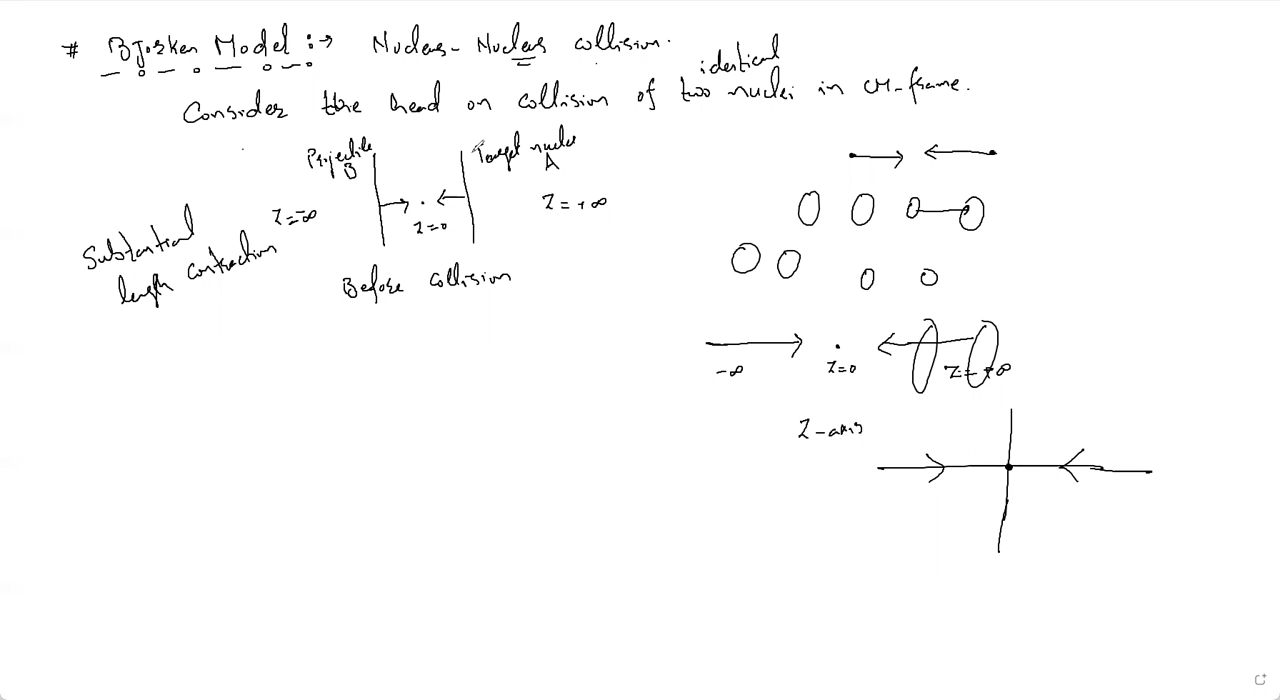 # Bjorken Model :→ Nucleus-Nucleus collision.
Consider the head on collision of two identical nuclei in CM-frame.
Projectile B
Target nuclei A
Z=-∞
Z=0
Z=+∞
Substantial length contraction
Before collision
-∞
Z=0
Z=+∞
Z-axis